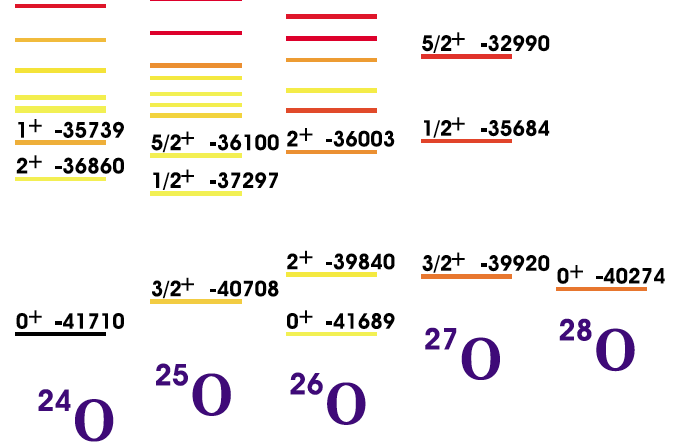 1+ -35739
2+ -36860
0+ -41710
24O
5/2+ -36100
1/2+ -37297
3/2+ -40708
25O
2+ -36003
2+ -39840
0+ -41689
26O
5/2+ -32990
1/2+ -35684
3/2+ -39920
27O
0+ -40274
28O